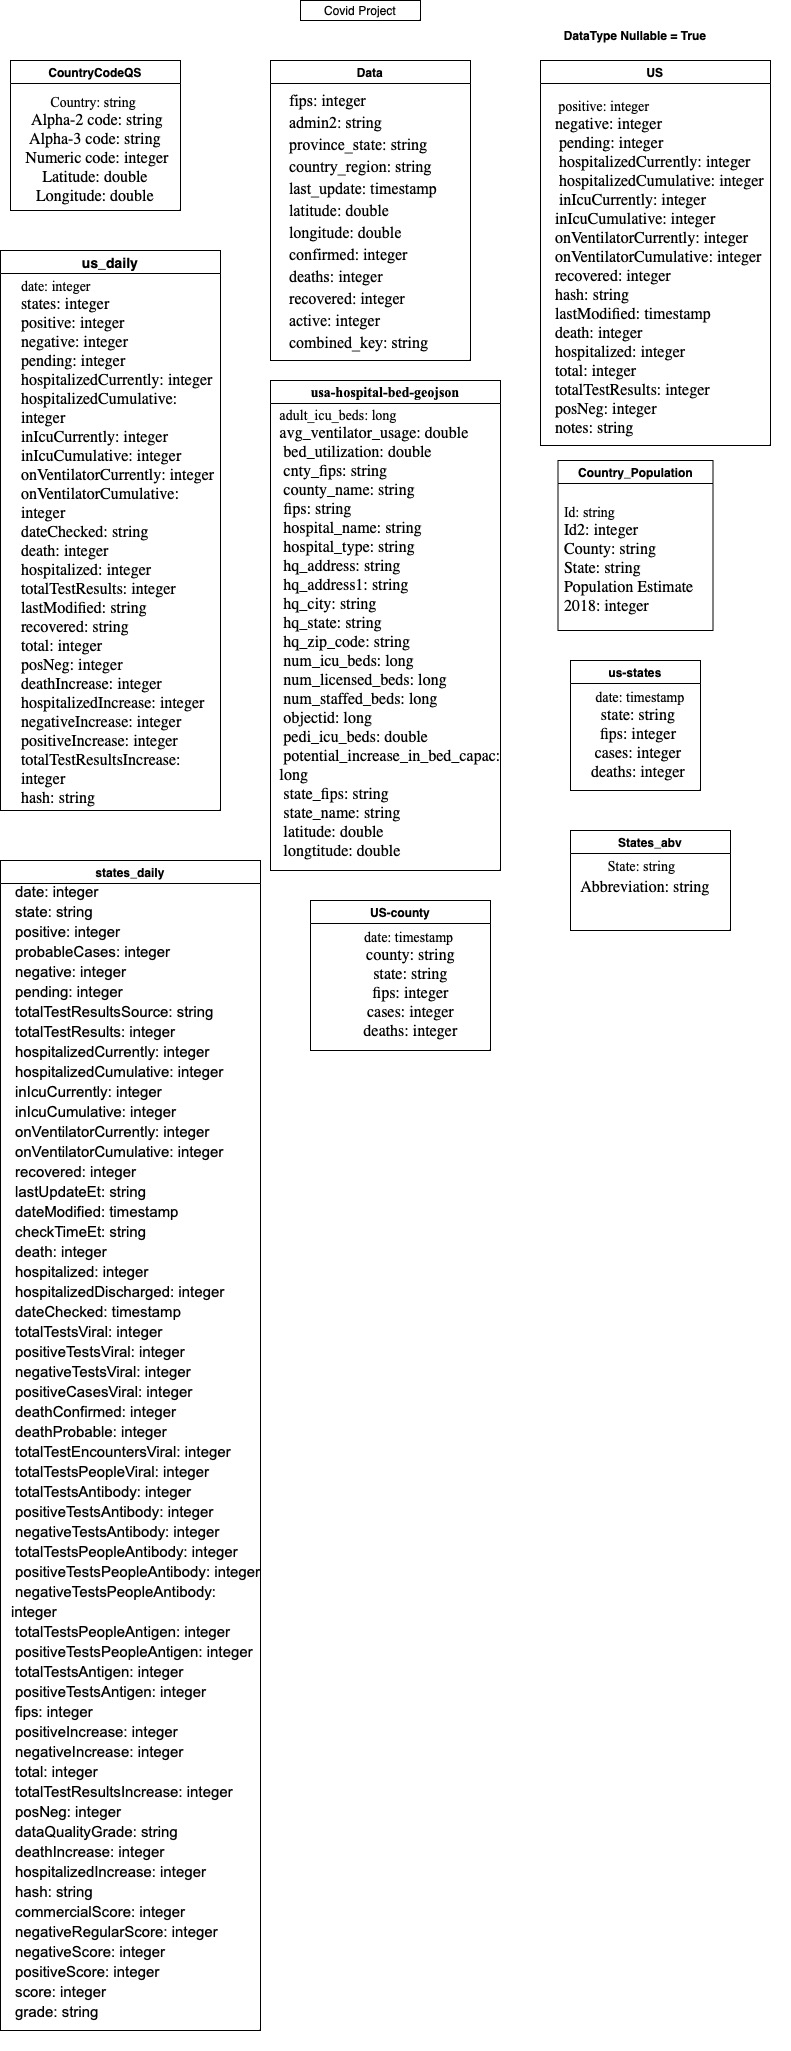 Covid Project
DataType Nullable = True
CountryCodeQS
Country: string
Alpha-2 code: string
Alpha-3 code: string
Numeric code: integer
Latitude: double
Longitude: double
Data
fips: integer
admin2: string
province_state: string
country_region: string
last_update: timestamp
latitude: double
longitude: double
confirmed: integer
deaths: integer
recovered: integer
active: integer
combined_key: string
US
positive: integer
negative: integer
pending: integer
hospitalizedCurrently: integer
hospitalizedCumulative: integer
inIcuCurrently: integer
inIcuCumulative: integer
onVentilatorCurrently: integer
onVentilatorCumulative: integer
recovered: integer
hash: string
lastModified: timestamp
death: integer
hospitalized: integer
total: integer
totalTestResults: integer
posNeg: integer
notes: string
us_daily
date: integer
states: integer
positive: integer
negative: integer
pending: integer
hospitalizedCurrently: integer
hospitalizedCumulative:
integer
inIcuCurrently: integer
inIcuCumulative: integer
onVentilatorCurrently: integer
onVentilatorCumulative:
integer
dateChecked: string
death: integer
hospitalized: integer
totalTestResults: integer
lastModified: string
recovered: string
total: integer
posNeg: integer
deathIncrease: integer
hospitalizedIncrease: integer
negativeIncrease: integer
positiveIncrease: integer
totalTestResultsIncrease:
integer
hash: string
usa-hospital-bed-geojson
adult_icu_beds: long
avg_ventilator_usage: double
bed_utilization: double
cnty_fips: string
county_name: string
fips: string
hospital_name: string
hospital_type: string
hq_address: string
hq_address1: string
hq_city: string
hq_state: string
hq_zip_code: string
num_icu_beds: long
num_licensed_beds: long
num_staffed_beds: long
objectid: long
pedi_icu_beds: double
potential_increase_in_bed_capac:
long
state_fips: string
state_name: string
latitude: double
longtitude: double
Country_Population
Id: string
Id2: integer
County: string
State: string
Population Estimate
2018: integer
us-states
date: timestamp
state: string
fips: integer
cases: integer
deaths: integer
States_abv
State: string
Abbreviation: string
US-county
date: timestamp
county: string
state: string
fips: integer
cases: integer
deaths: integer
states_daily
date: integer
state: string
positive: integer
probableCases: integer
negative: integer
pending: integer
totalTestResultsSource: string
totalTestResults: integer
hospitalizedCurrently: integer
hospitalizedCumulative: integer
inIcuCurrently: integer
inIcuCumulative: integer
onVentilatorCurrently: integer
onVentilatorCumulative: integer
recovered: integer
lastUpdateEt: string
dateModified: timestamp
checkTimeEt: string
death: integer
hospitalized: integer
hospitalizedDischarged: integer
dateChecked: timestamp
totalTestsViral: integer
positiveTestsViral: integer
negativeTestsViral: integer
positiveCasesViral: integer
deathConfirmed: integer
deathProbable: integer
totalTestEncountersViral: integer
totalTestsPeopleViral: integer
totalTestsAntibody: integer
positiveTestsAntibody: integer
negativeTestsAntibody: integer
totalTestsPeopleAntibody: integer
positiveTestsPeopleAntibody: integer
negativeTestsPeopleAntibody:
integer
totalTestsPeopleAntigen: integer
positiveTestsPeopleAntigen: integer
totalTestsAntigen: integer
positiveTestsAntigen: integer
fips: integer
positiveIncrease: integer
negativeIncrease: integer
total: integer
totalTestResultsIncrease: integer
posNeg: integer
dataQualityGrade: string
deathIncrease: integer
hospitalizedIncrease: integer
hash: string
commercialScore: integer
negativeRegularScore: integer
negativeScore: integer
positiveScore: integer
score: integer
grade: string